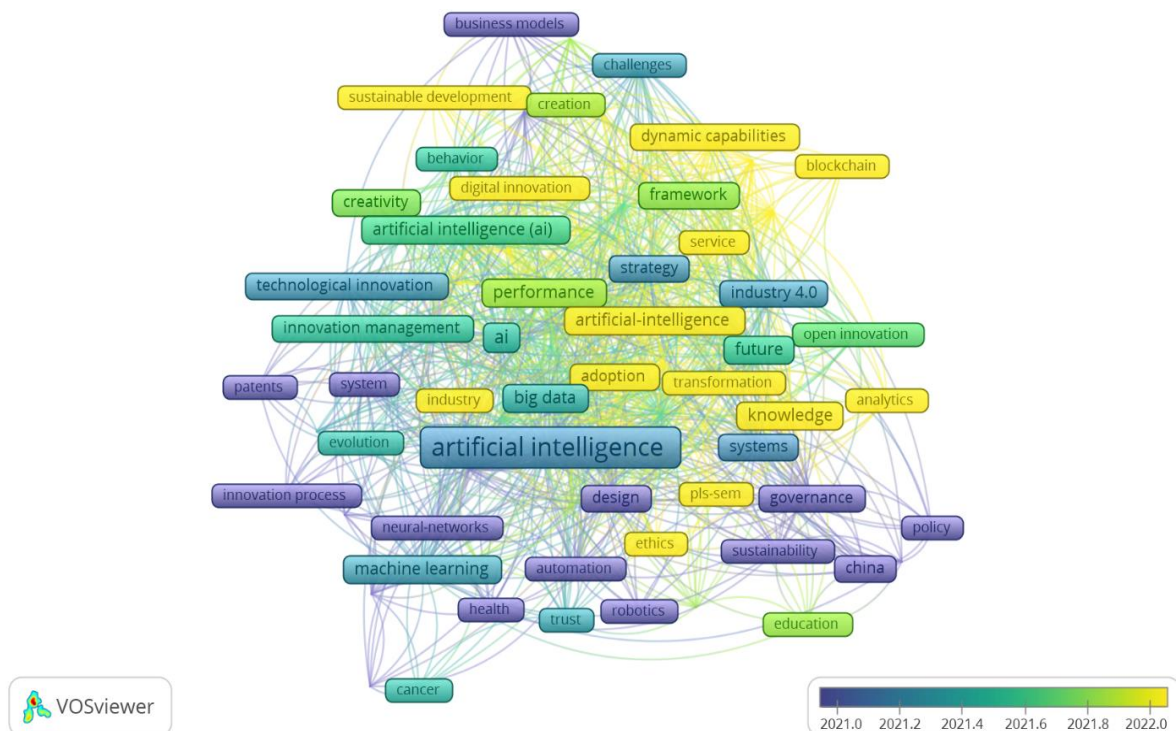 business models
challenges
sustainable development
creation
dynamic capabilities
behavior
blockchain
digital innovation
creativity
framework
artificial intelligence (ai)
service
strategy
technological innovation
industry 4.0
performance
artificial-intelligence
innovation management
ai
future
open innovation
adoption
transformation
patents
system
industry
big data
analytics
knowledge
evolution
artificial intelligence
systems
innovation process
design
pls-sem
governance
neural-networks
policy
ethics
sustainability
machine learning
automation
china
health
trust
robotics
education
cancer
VOSviewer
2021.0 2021.2 2021.4 2021.6 2021.8 2022.0